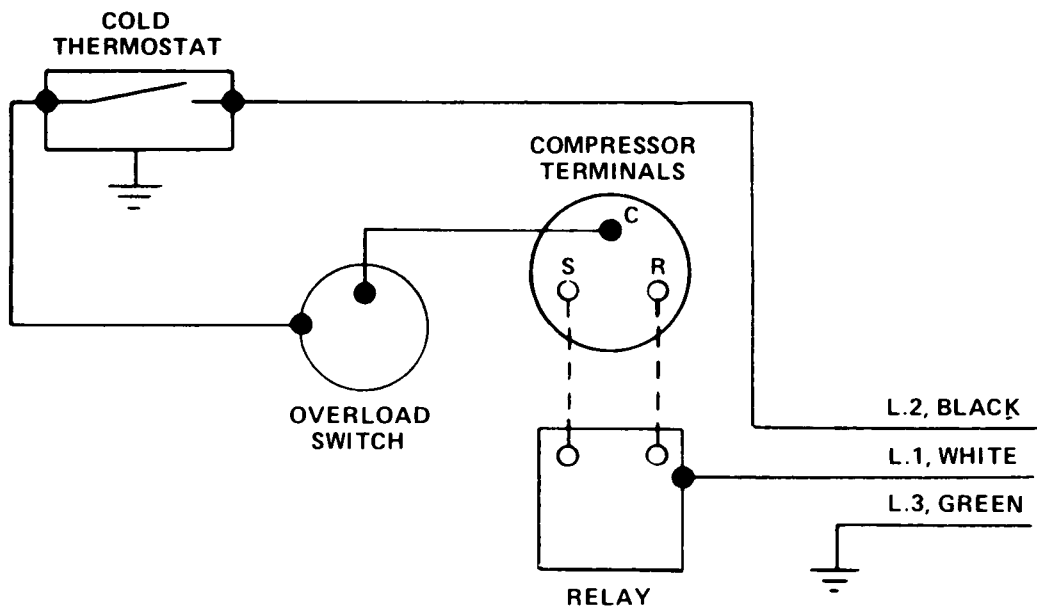 COLD
THERMOSTAT
COMPRESSOR
TERMINALS
C
S R
OVERLOAD
SWITCH
L.2, BLACK
L.1, WHITE
L.3, GREEN
RELAY